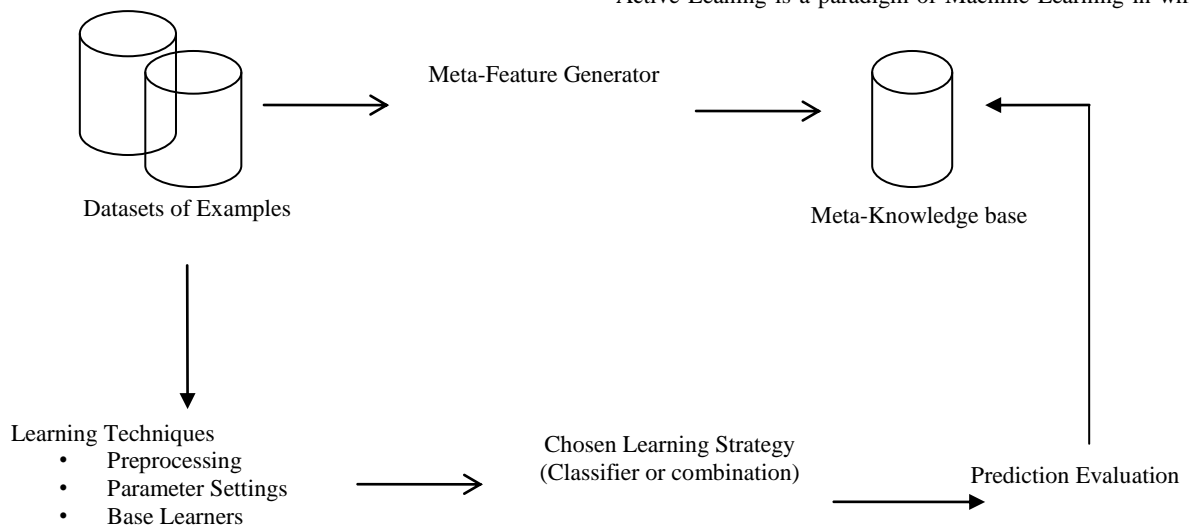 Active Leaning is a paradigm of Machine Learning in
Meta-Feature Generator
Datasets of Examples
Meta-Knowledge base
Learning Techniques
• Preprocessing
• Parameter Settings
• Base Learners
Chosen Learning Strategy
(Classifier or combination)
Prediction Evaluation